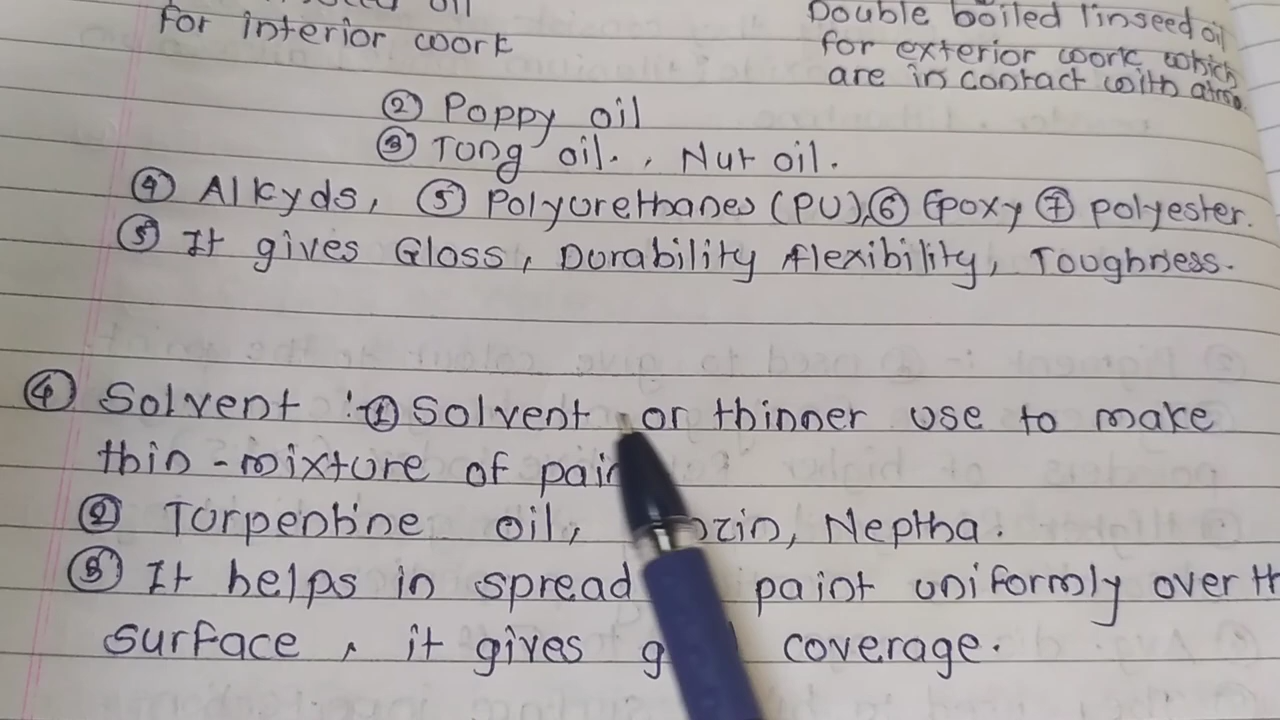 oil
for interior work
Double boiled linseed oil
for exterior work which
are in contact with atmo.
② Poppy oil
③ Tong oil., Nut oil.
④ Alkyds, ⑤ Polyurethanes (PU), ⑥ Epoxy ⑦ polyester.
⑤ It gives Gloss, Durability flexibility, Toughness.
④ Solvent :- ① Solvent or thinner use to make
thin-mixture of pain
② Turpentine oil, zin, Neptha.
③ It helps in spread paint uniformly over th
surface, it gives g coverage.